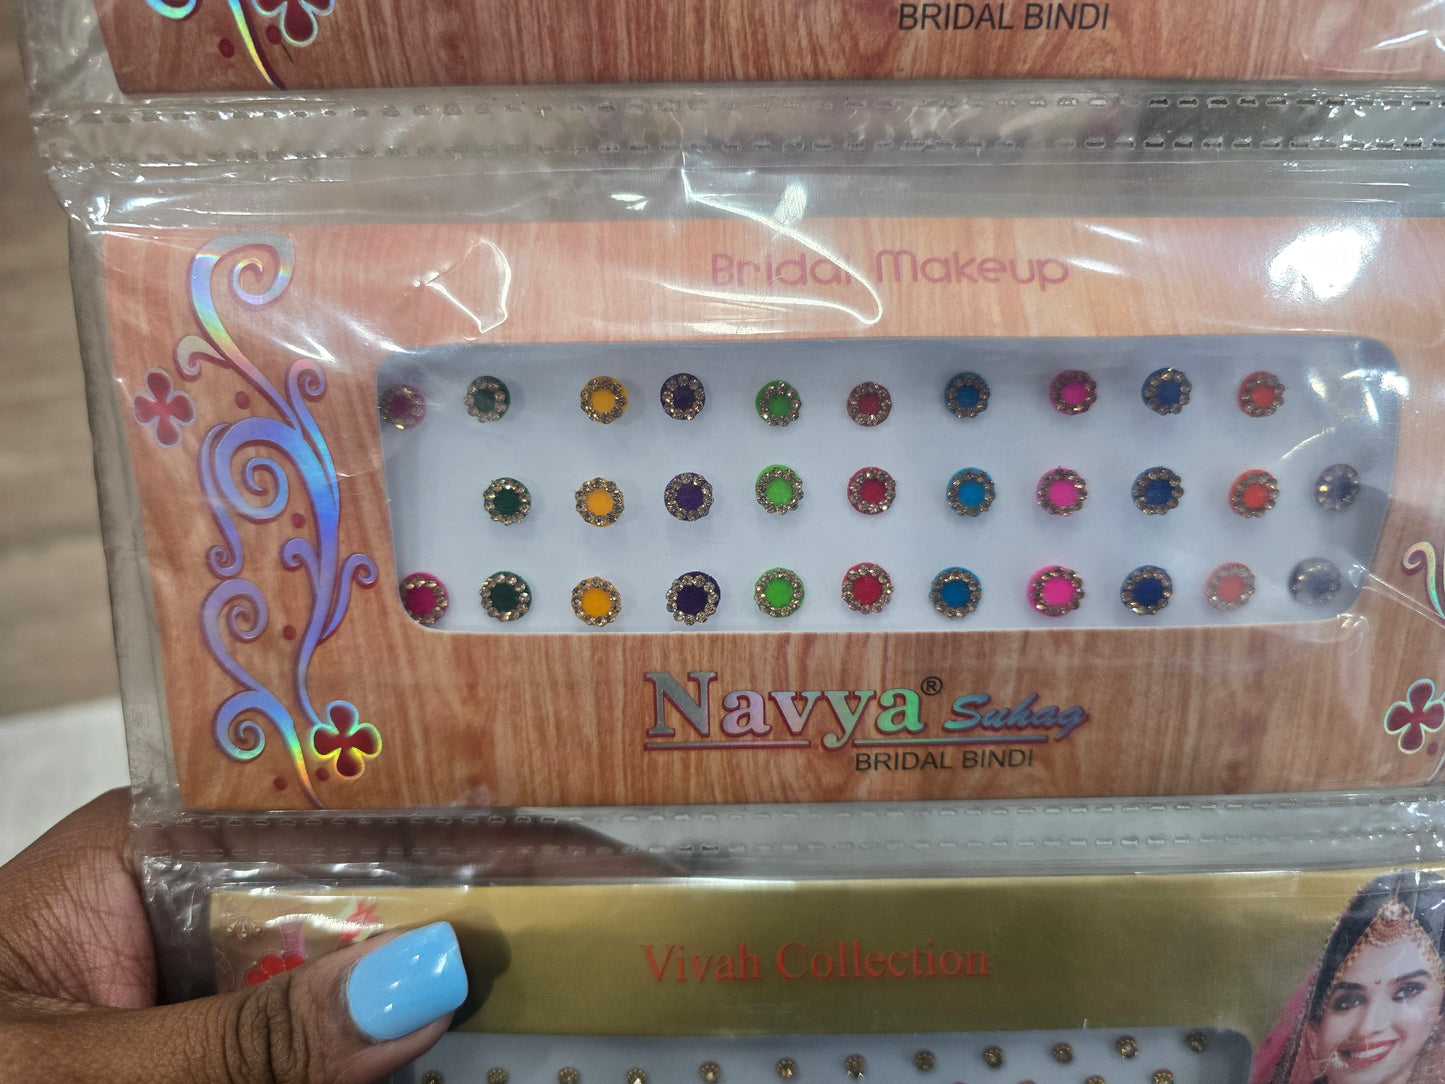 BRIDAL BINDI
Bridal Makeup
Navya® Suhag
BRIDAL BINDI
Vivah Collection